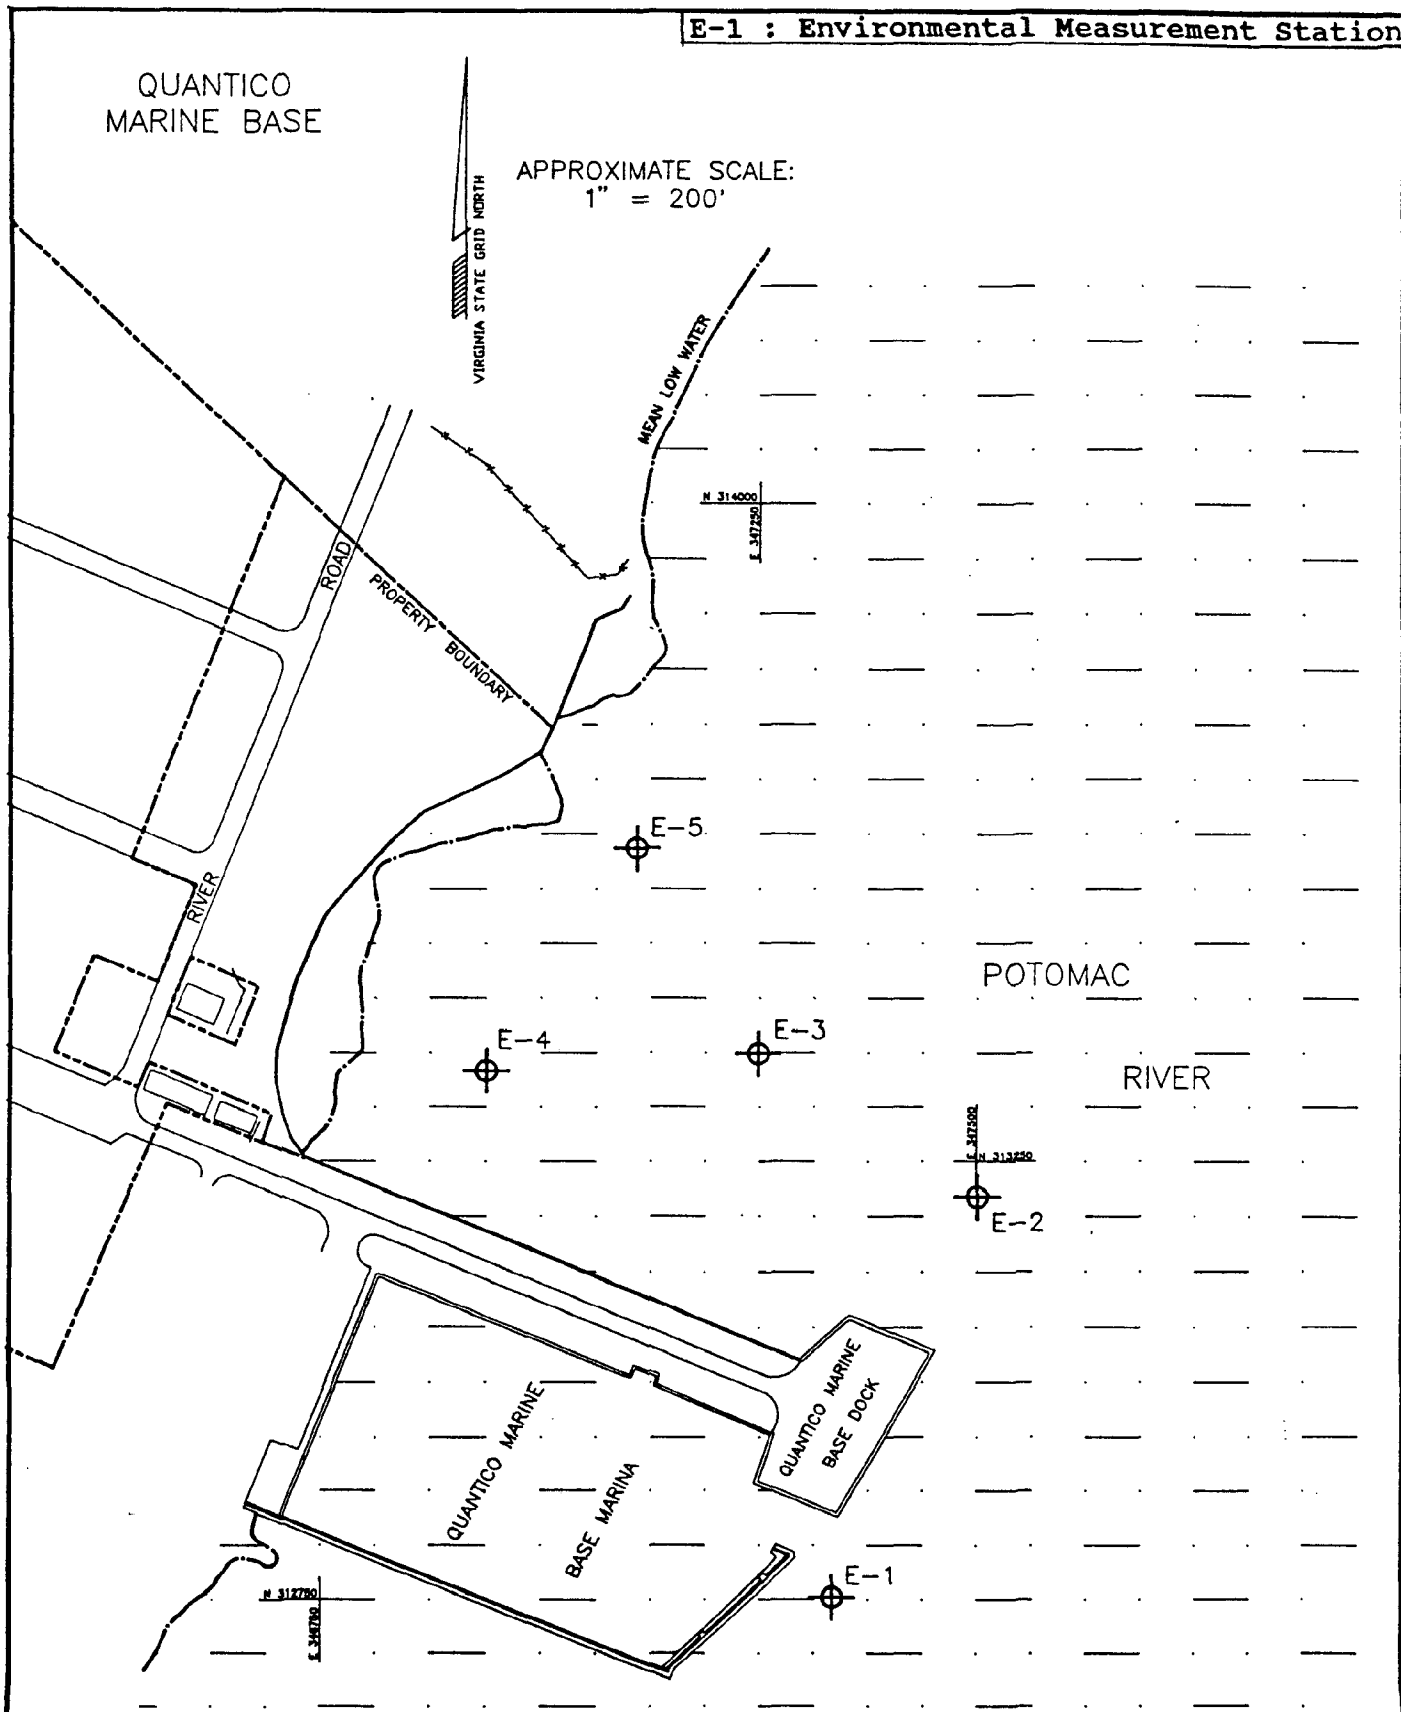 E-1 : Environmental Measurement Station
QUANTICO
MARINE BASE
VIRGINIA STATE GRID NORTH
APPROXIMATE SCALE:
1" = 200'
MEAN LOW WATER
N 314000
E 347250
ROAD
PROPERTY BOUNDARY
E-5
RIVER
POTOMAC
E-4
E-3
RIVER
E 347500
N 313250
E-2
QUANTICO MARINE
BASE DOCK
QUANTICO MARINE
BASE MARINA
E-1
N 312750